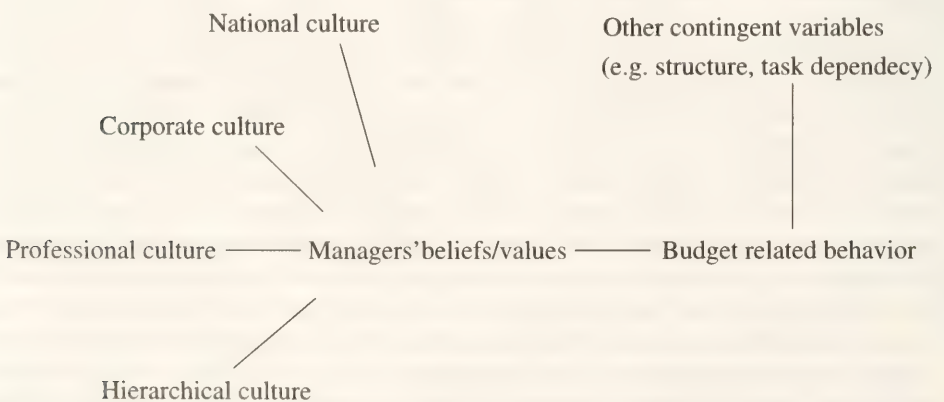 National culture
Other contingent variables
(e.g. structure, task dependecy)
Corporate culture
Professional culture
Managers'beliefs/values
Budget related behavior
Hierarchical culture